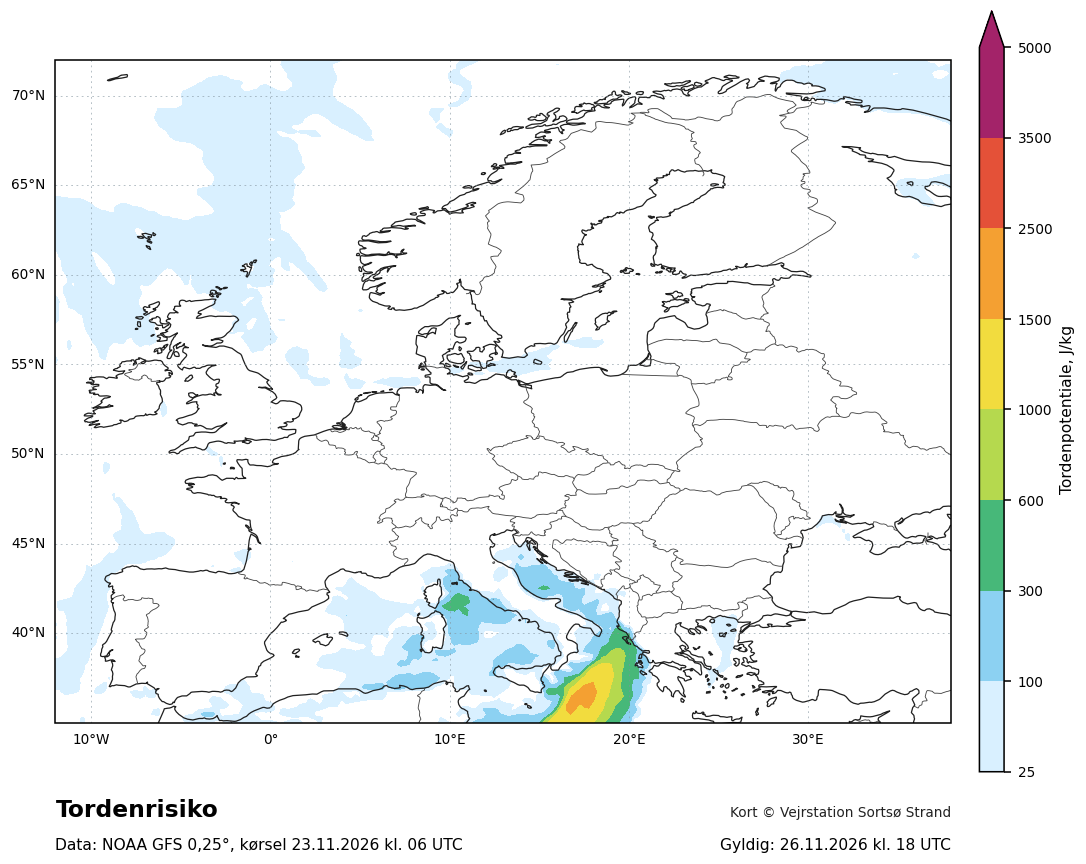 70°N
65°N
60°N
55°N
50°N
45°N
40°N
10°W
0°
10°E
20°E
30°E
5000
3500
2500
1500
1000
600
300
100
25
Tordenpotentiale, J/kg
Tordenrisiko
Kort © Vejrstation Sortsø Strand
Data: NOAA GFS 0,25°, kørsel 23.11.2026 kl. 06 UTC
Gyldig: 26.11.2026 kl. 18 UTC